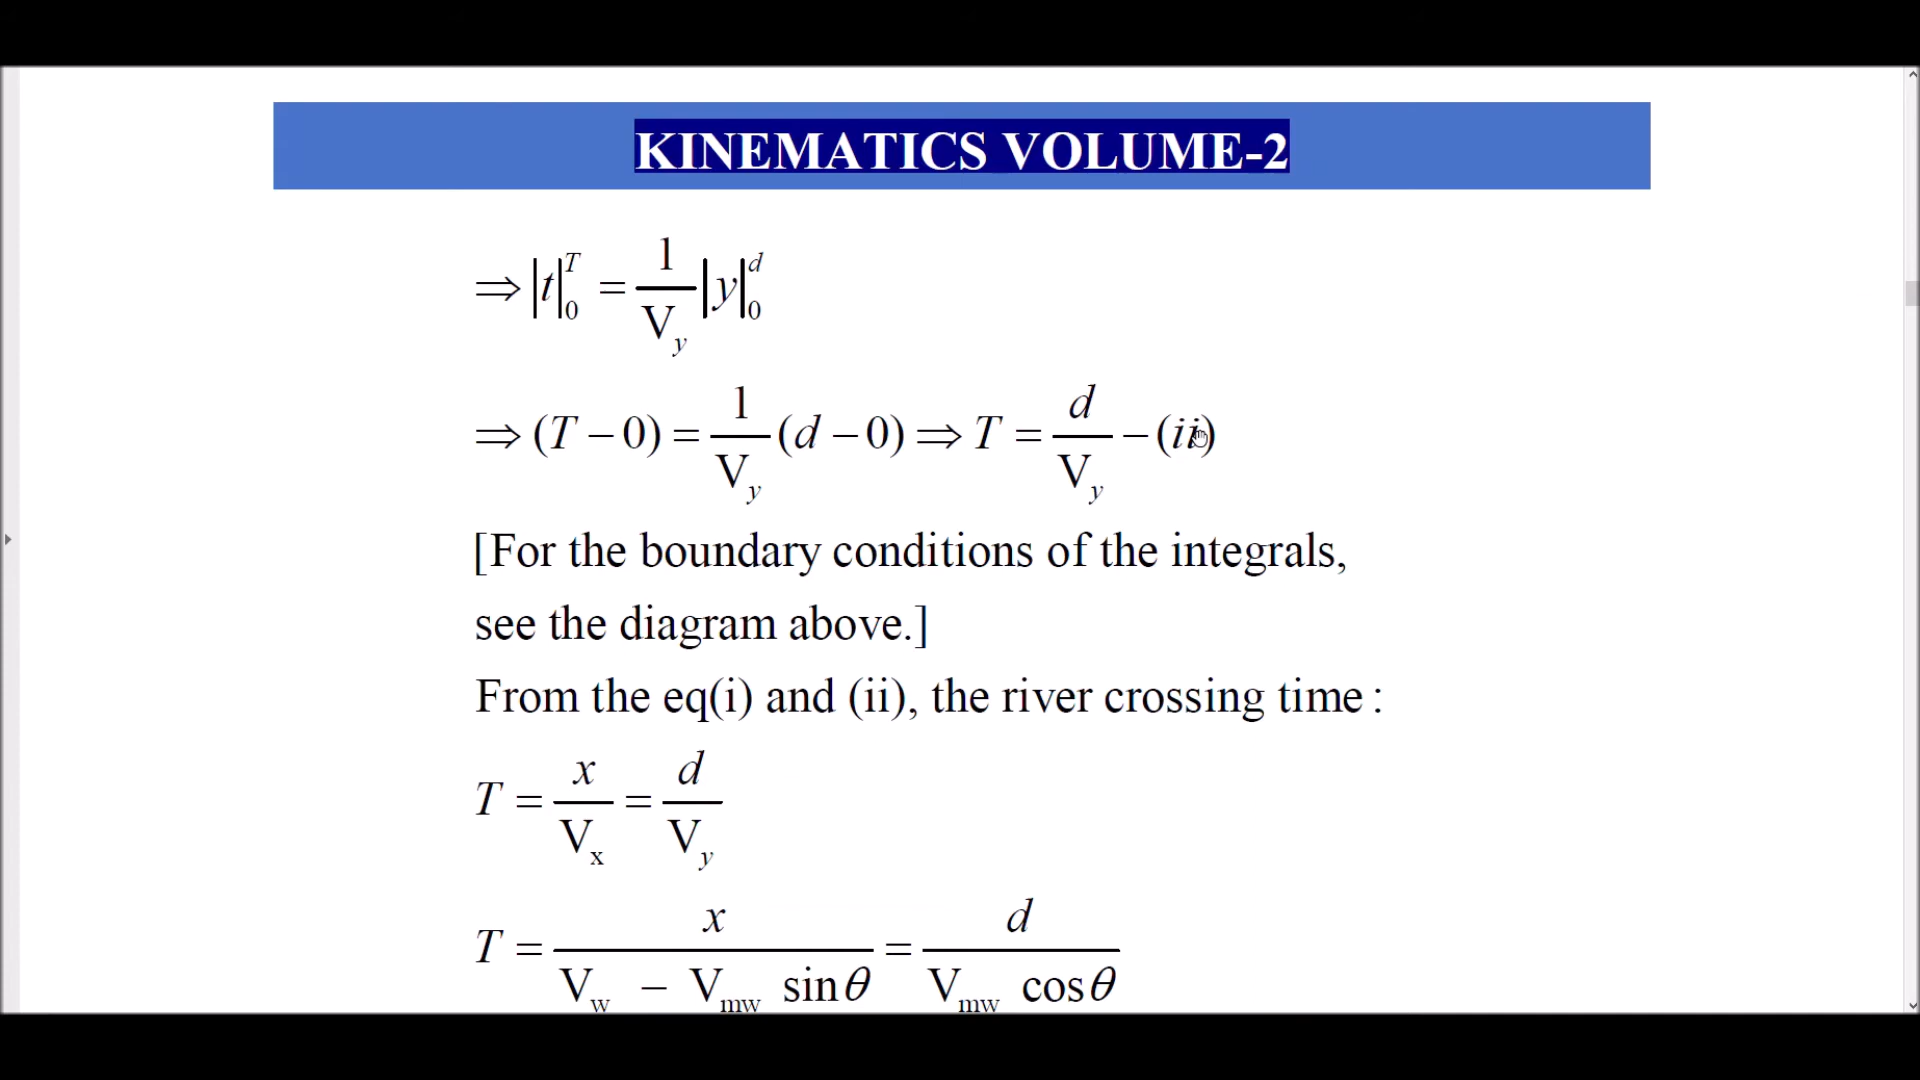 KINEMATICS VOLUME-2
⇒ |t|₀ᵀ = 1/V_y |y|₀ᵈ
⇒ (T − 0) = 1/V_y (d − 0) ⇒ T = d/V_y − (ii)
[For the boundary conditions of the integrals,
see the diagram above.]
From the eq(i) and (ii), the river crossing time :
T = x/V_x = d/V_y
T = x/(V_w − V_mw sinθ) = d/(V_mw cosθ)